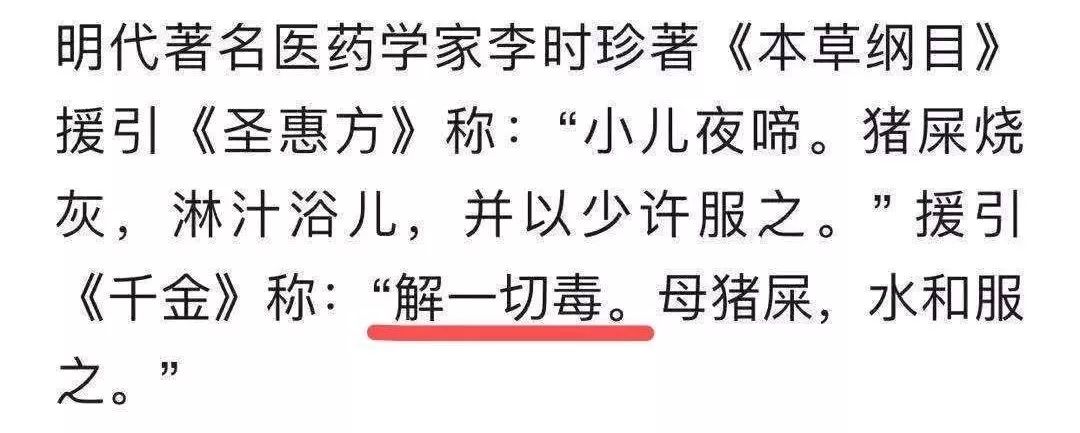 明代著名医药学家李时珍著《本草纲目》
援引《圣惠方》称：“小儿夜啼。猪屎烧
灰，淋汁浴儿，并以少许服之。” 援引
《千金》称：“解一切毒。母猪屎，水和服
之。”